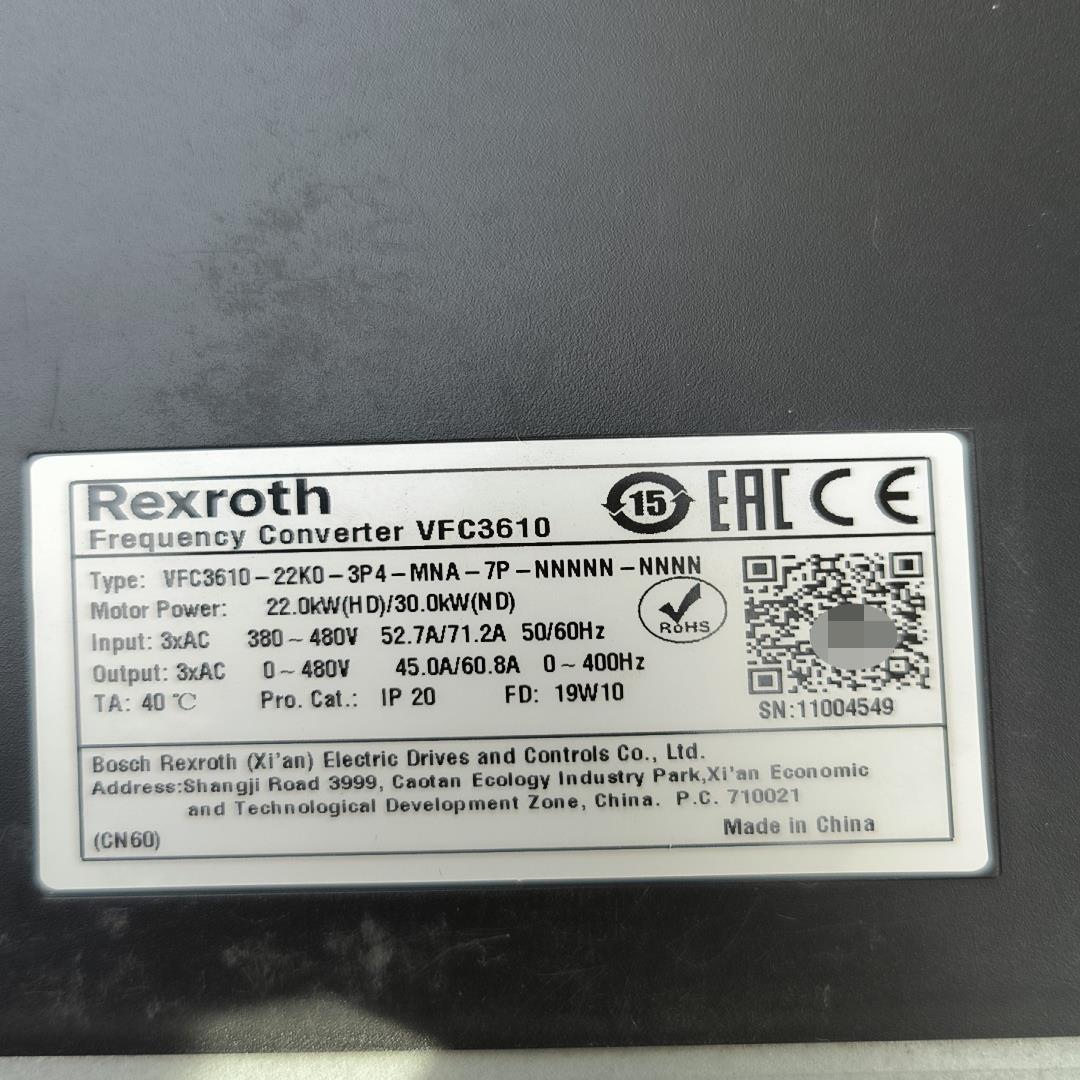 Rexroth
Frequency Converter VFC3610
15 EAC CE
Type: VFC3610-22K0-3P4-MNA-7P-NNNNN-NNNN
Motor Power: 22.0kW(HD)/30.0kW(ND)
RoHS
Input: 3xAC 380~480V 52.7A/71.2A 50/60Hz
Output: 3xAC 0~480V 45.0A/60.8A 0~400Hz
TA: 40℃ Pro. Cat.: IP 20 FD: 19W10
SN:11004549
Bosch Rexroth (Xi'an) Electric Drives and Controls Co., Ltd.
Address:Shangji Road 3999, Caotan Ecology Industry Park,Xi'an Economic
and Technological Development Zone, China. P.C. 710021
(CN60) Made in China